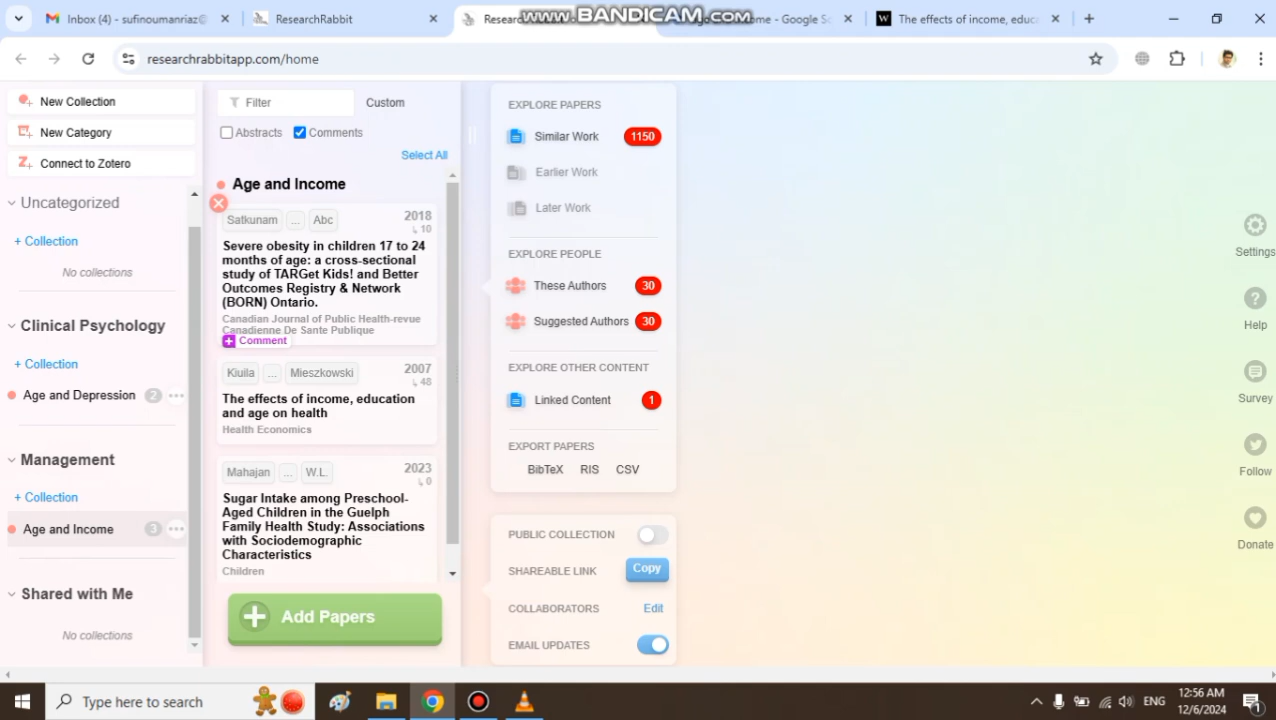 Inbox (4) - sufinoumanriaz@
ResearchRabbit
www.BANDICAM.com
- Google Sc
W The effects of income, educ
researchrabbitapp.com/home
New Collection
New Category
Connect to Zotero
Uncategorized
+ Collection
No collections
Clinical Psychology
+ Collection
Age and Depression 2
Management
+ Collection
Age and Income 3
Shared with Me
No collections
Filter
Custom
Abstracts
Comments
Select All
Age and Income
Satkunam ... Abc 2018
10
Severe obesity in children 17 to 24
months of age: a cross-sectional
study of TARGet Kids! and Better
Outcomes Registry & Network
(BORN) Ontario.
Canadian Journal of Public Health-revue
Canadienne De Sante Publique
+ Comment
Kiuila ... Mieszkowski 2007
48
The effects of income, education
and age on health
Health Economics
Mahajan ... W.L. 2023
0
Sugar Intake among Preschool-
Aged Children in the Guelph
Family Health Study: Associations
with Sociodemographic
Characteristics
Children
Add Papers
EXPLORE PAPERS
Similar Work 1150
Earlier Work
Later Work
EXPLORE PEOPLE
These Authors 30
Suggested Authors 30
EXPLORE OTHER CONTENT
Linked Content 1
EXPORT PAPERS
BibTeX RIS CSV
PUBLIC COLLECTION
SHAREABLE LINK Copy
COLLABORATORS Edit
EMAIL UPDATES
Settings
Help
Survey
Follow
Donate
Type here to search
ENG
12:56 AM
12/6/2024
1